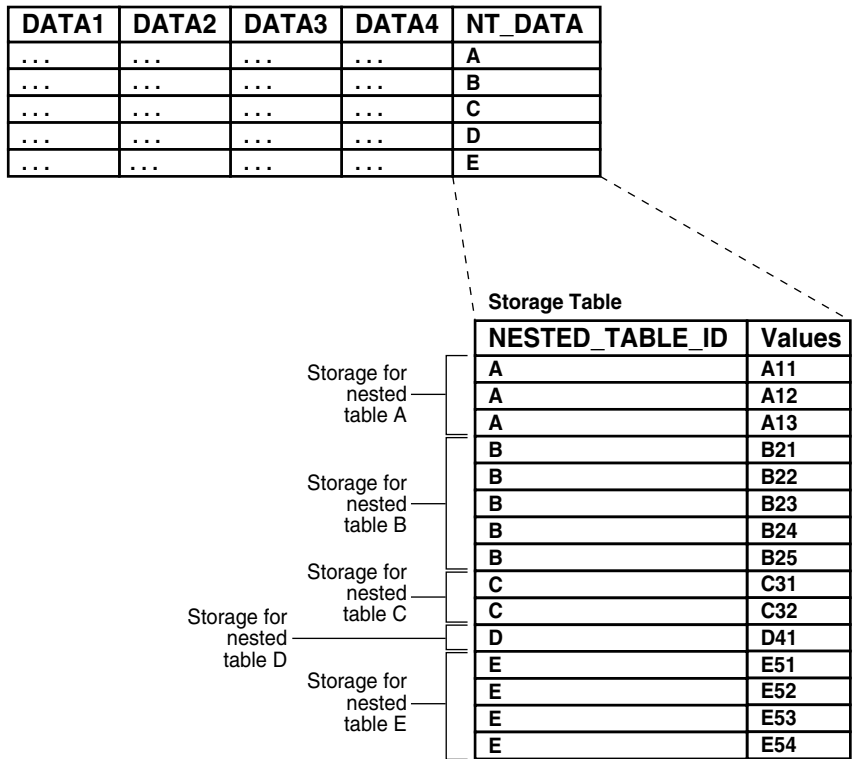 DATA1 DATA2 DATA3 DATA4 NT_DATA
... ... ... ... A
... ... ... ... B
... ... ... ... C
... ... ... ... D
... ... ... ... E
Storage Table
NESTED_TABLE_ID Values
A A11
A A12
A A13
B B21
B B22
B B23
B B24
B B25
C C31
C C32
D D41
E E51
E E52
E E53
E E54
Storage for
nested
table A
Storage for
nested
table B
Storage for
nested
table C
Storage for
nested
table D
Storage for
nested
table E